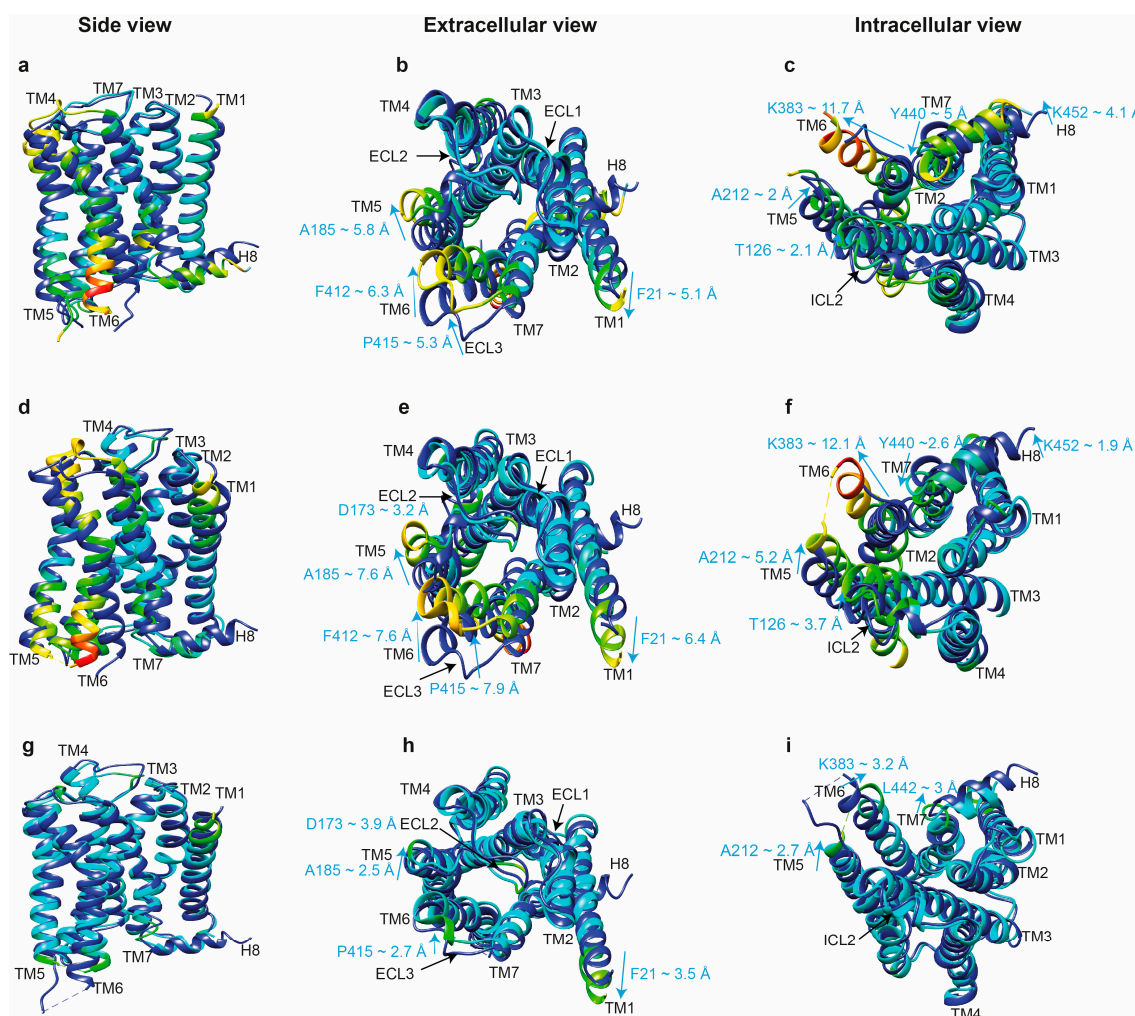 Side view
Extracellular view
Intracellular view
a
TM4
TM7
TM3
TM2
TM1
H8
TM5
TM6
b
TM4
TM3
ECL1
ECL2
H8
TM5
A185 ~ 5.8 Å
TM2
F412 ~ 6.3 Å
F21 ~ 5.1 Å
TM6
TM7
TM1
P415 ~ 5.3 Å
ECL3
c
K383 ~ 11.7 Å
TM7
Y440 ~ 5 Å
K452 ~ 4.1 Å
TM6
H8
A212 ~ 2 Å
TM1
TM2
TM5
T126 ~ 2.1 Å
TM3
ICL2
TM4
d
TM4
TM3
TM2
TM1
H8
TM5
TM7
TM6
e
TM4
TM3
ECL1
ECL2
D173 ~ 3.2 Å
H8
TM5
A185 ~ 7.6 Å
TM2
F412 ~ 7.6 Å
F21 ~ 6.4 Å
TM6
TM7
TM1
ECL3
P415 ~ 7.9 Å
f
K383 ~ 12.1 Å
Y440 ~2.6 Å
K452 ~ 1.9 Å
H8
TM6
TM7
TM1
A212 ~ 5.2 Å
TM2
TM5
TM3
T126 ~ 3.7 Å
ICL2
TM4
g
TM4
TM3
TM2
TM1
TM7
H8
TM5
TM6
h
TM4
TM3
ECL1
D173 ~ 3.9 Å
ECL2
TM5
A185 ~ 2.5 Å
H8
TM6
TM2
P415 ~ 2.7 Å
ECL3
TM7
F21 ~ 3.5 Å
TM1
i
K383 ~ 3.2 Å
H8
TM6
L442 ~ 3 Å
TM7
TM1
A212 ~ 2.7 Å
TM5
TM2
TM3
ICL2
TM4